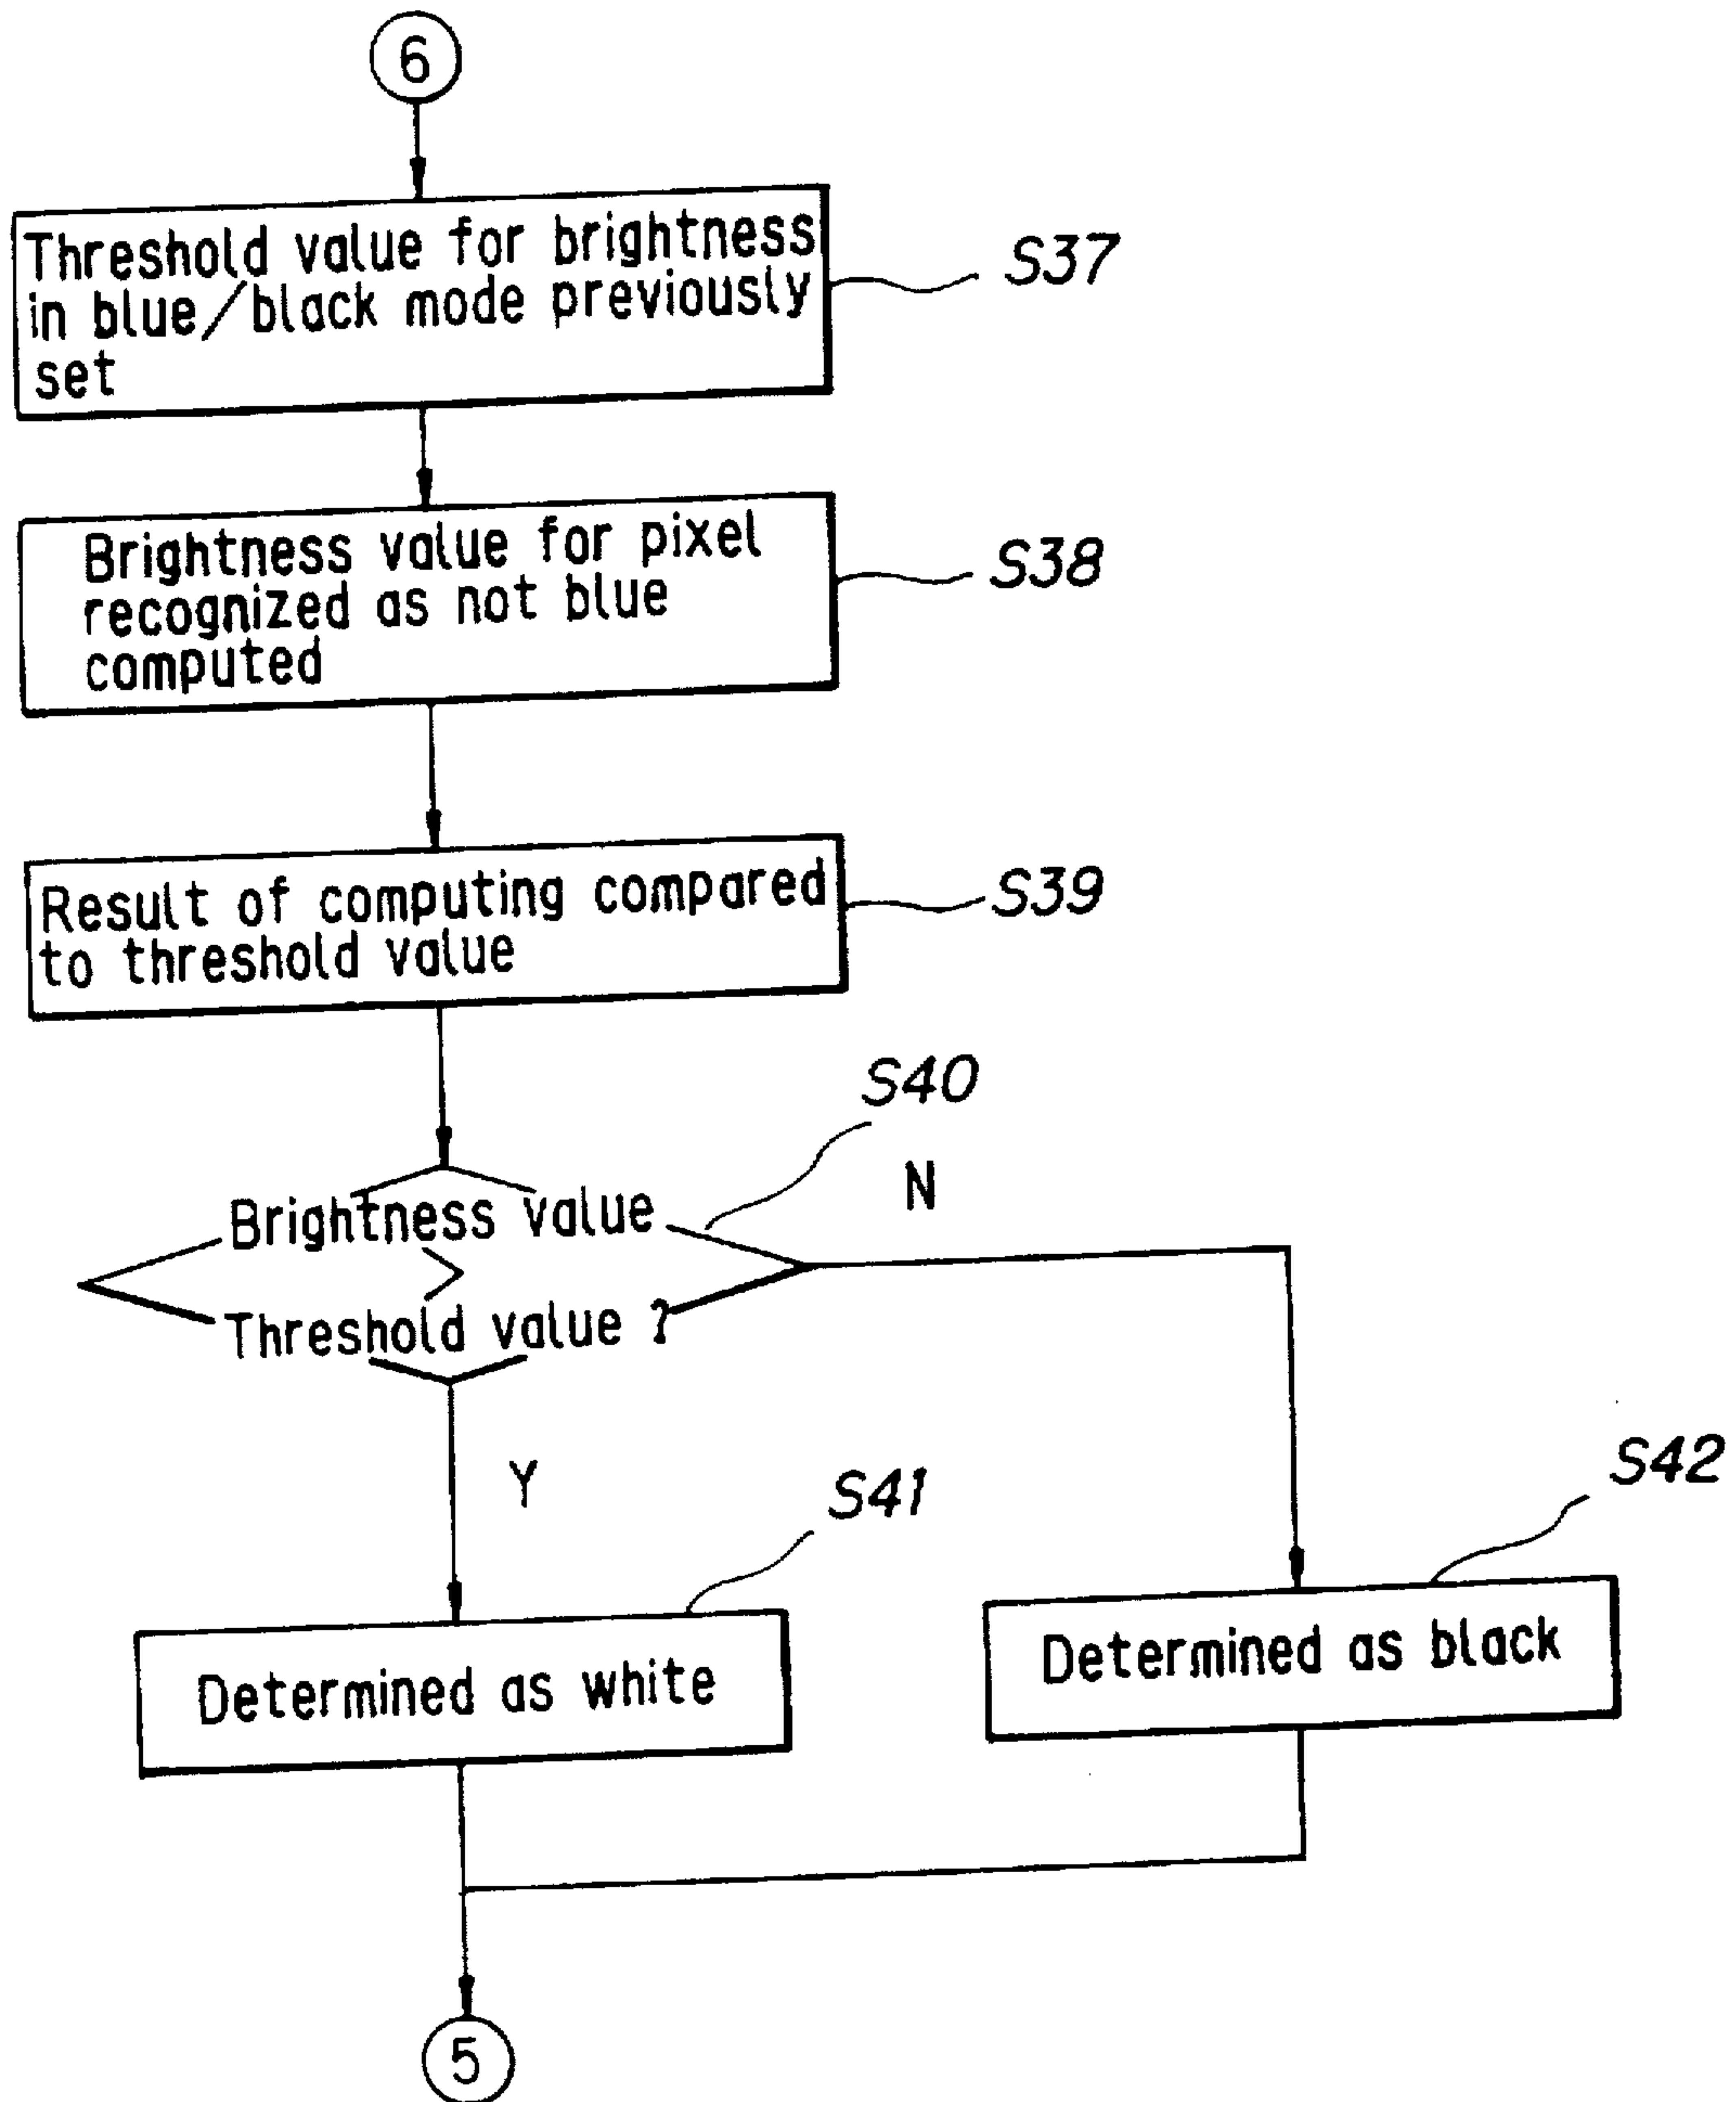 6
Threshold value for brightness
in blue/black mode previously
set
S37
Brightness value for pixel
recognized as not blue
computed
S38
Result of computing compared
to threshold value
S39
S40
Brightness value
>
Threshold value ?
N
Y
S41
Determined as white
S42
Determined as black
5